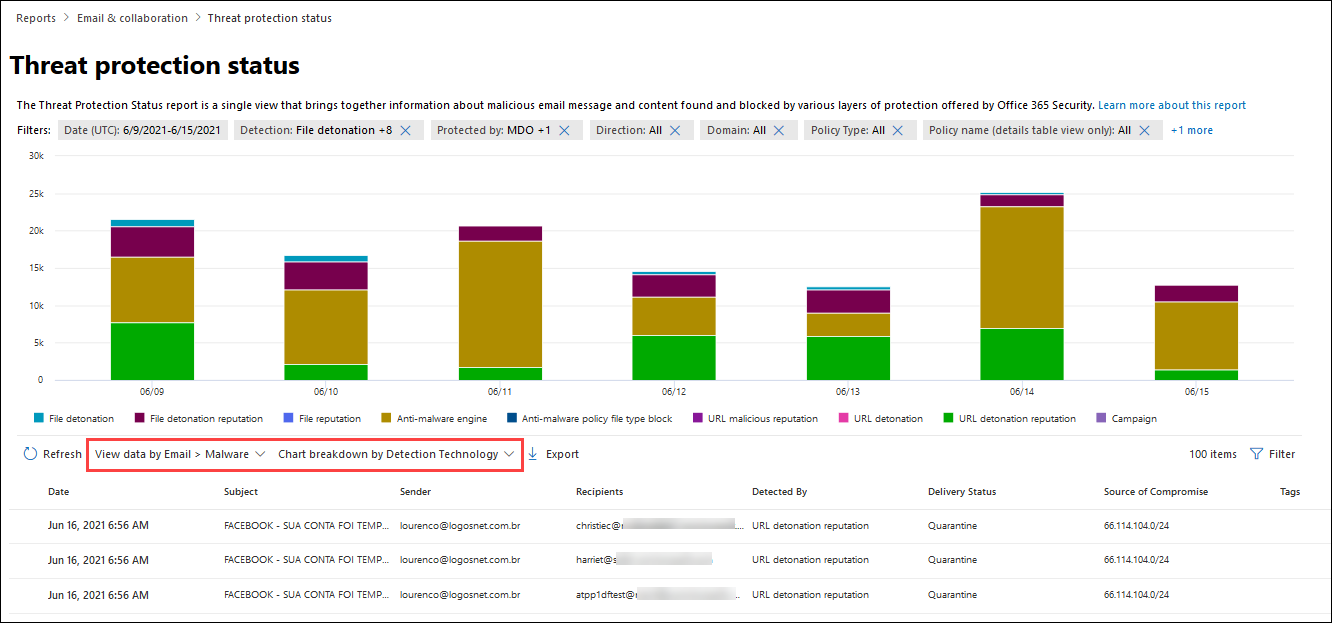 Reports > Email & collaboration > Threat protection status
Threat protection status
The Threat Protection Status report is a single view that brings together information about malicious email message and content found and blocked by various layers of protection offered by Office 365 Security. Learn more about this report
Filters: Date (UTC): 6/9/2021-6/15/2021 Detection: File detonation +8 Protected by: MDO +1 Direction: All Domain: All Policy Type: All Policy name (details table view only): All +1 more
30k
25k
20k
15k
10k
5k
0
06/09 06/10 06/11 06/12 06/13 06/14 06/15
File detonation File detonation reputation File reputation Anti-malware engine Anti-malware policy file type block URL malicious reputation URL detonation URL detonation reputation Campaign
Refresh View data by Email > Malware Chart breakdown by Detection Technology Export 100 items Filter
Date Subject Sender Recipients Detected By Delivery Status Source of Compromise Tags
Jun 16, 2021 6:56 AM FACEBOOK - SUA CONTA FOI TEMP... lourenco@logosnet.com.br christiec@ ... URL detonation reputation Quarantine 66.114.104.0/24
Jun 16, 2021 6:56 AM FACEBOOK - SUA CONTA FOI TEMP... lourenco@logosnet.com.br harriet@s URL detonation reputation Quarantine 66.114.104.0/24
Jun 16, 2021 6:56 AM FACEBOOK - SUA CONTA FOI TEMP... lourenco@logosnet.com.br atpp1dftest@ ... URL detonation reputation Quarantine 66.114.104.0/24